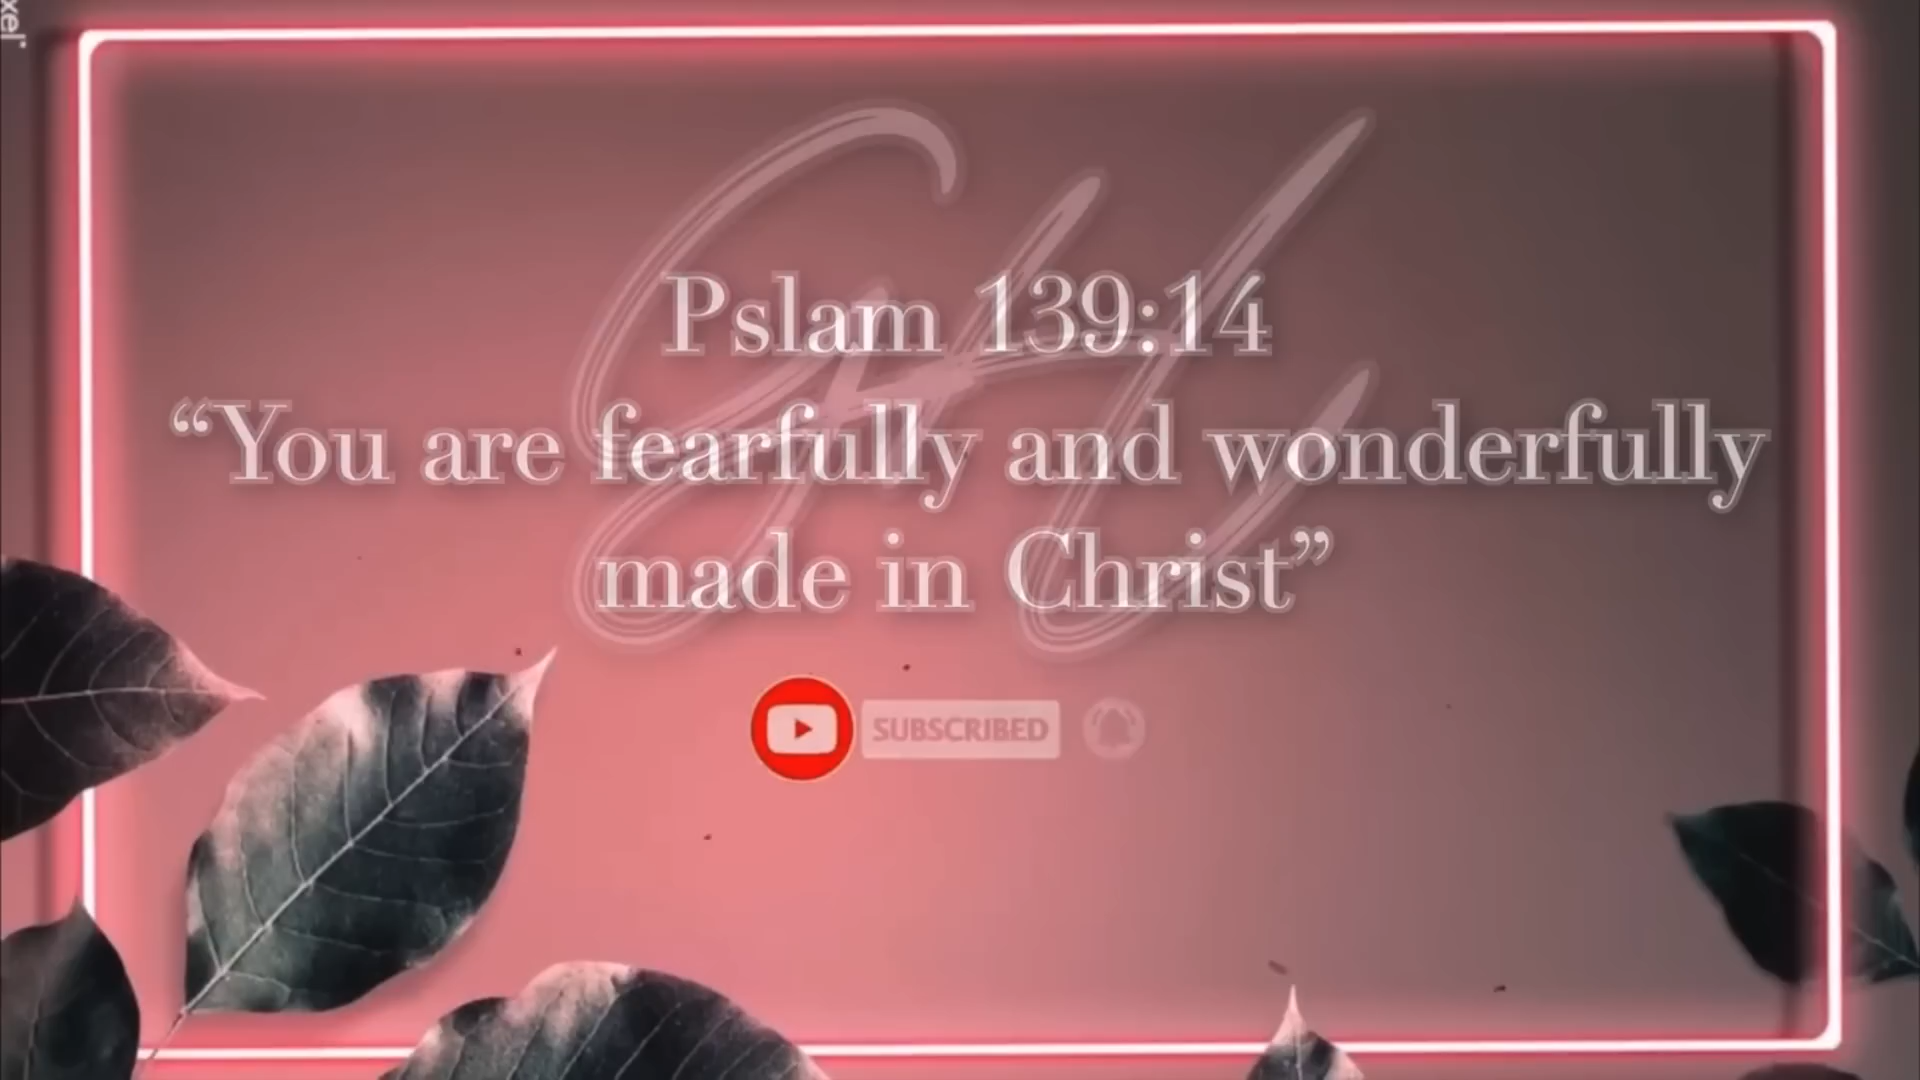 Pslam 139:14
“You are fearfully and wonderfully
made in Christ”
SUBSCRIBED